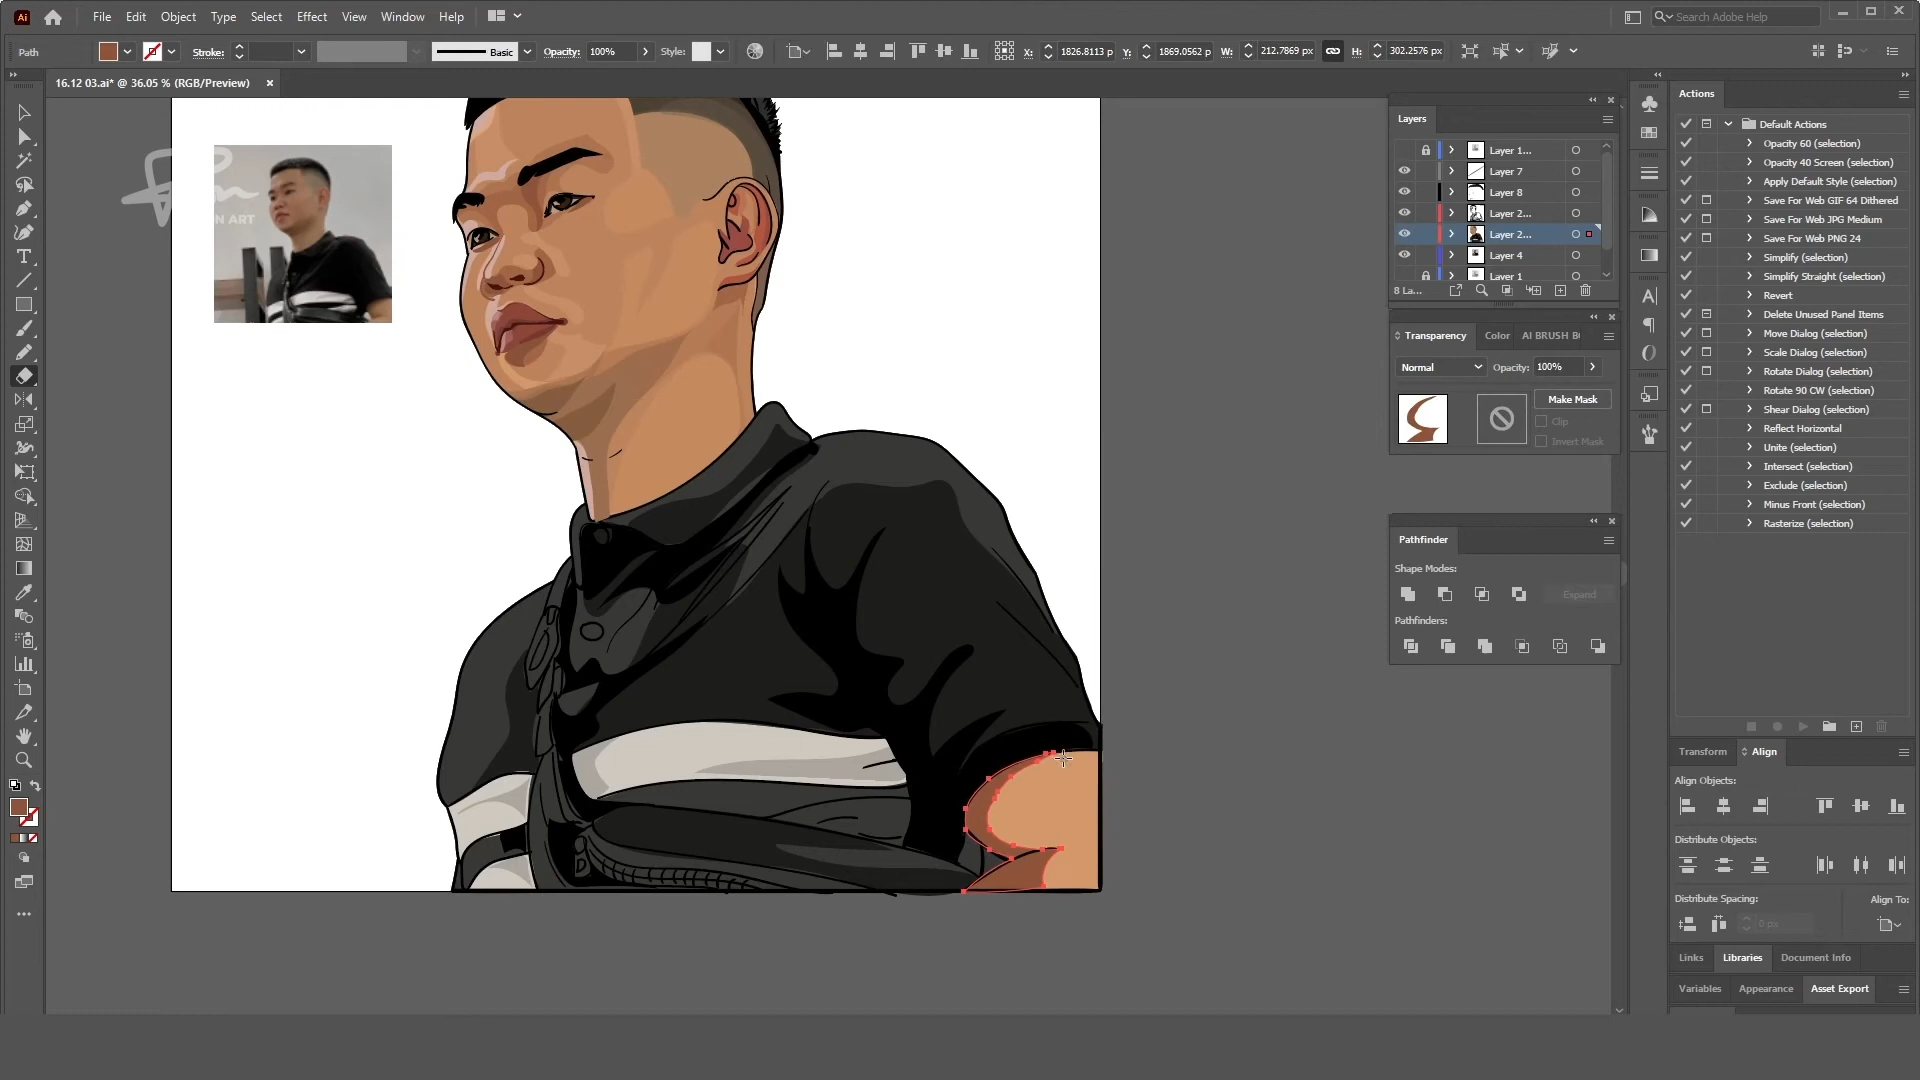 Ai File Edit Object Type Select Effect View Window Help Search Adobe Help
Path Stroke: Basic Opacity: 100% Style: X: 1826.8113 p Y: 1869.0562 p W: 212.7869 px H: 302.2576 px
16.12 03.ai* @ 36.05 % (RGB/Preview)
ON ART
Layers
Layer 1...
Layer 7
Layer 8
Layer 2...
Layer 2...
Layer 4
Layer 1
8 La...
Transparency Color AI BRUSH
Normal Opacity: 100%
Make Mask
Clip
Invert Mask
Pathfinder
Shape Modes:
Expand
Pathfinders:
Actions
Default Actions
Opacity 60 (selection)
Opacity 40 Screen (selection)
Apply Default Style (selection)
Save For Web GIF 64 Dithered
Save For Web JPG Medium
Save For Web PNG 24
Simplify (selection)
Simplify Straight (selection)
Revert
Delete Unused Panel Items
Move Dialog (selection)
Scale Dialog (selection)
Rotate Dialog (selection)
Rotate 90 CW (selection)
Shear Dialog (selection)
Reflect Horizontal
Unite (selection)
Intersect (selection)
Exclude (selection)
Minus Front (selection)
Rasterize (selection)
Transform Align
Align Objects:
Distribute Objects:
Distribute Spacing: Align To:
0 px
Links Libraries Document Info
Variables Appearance Asset Export